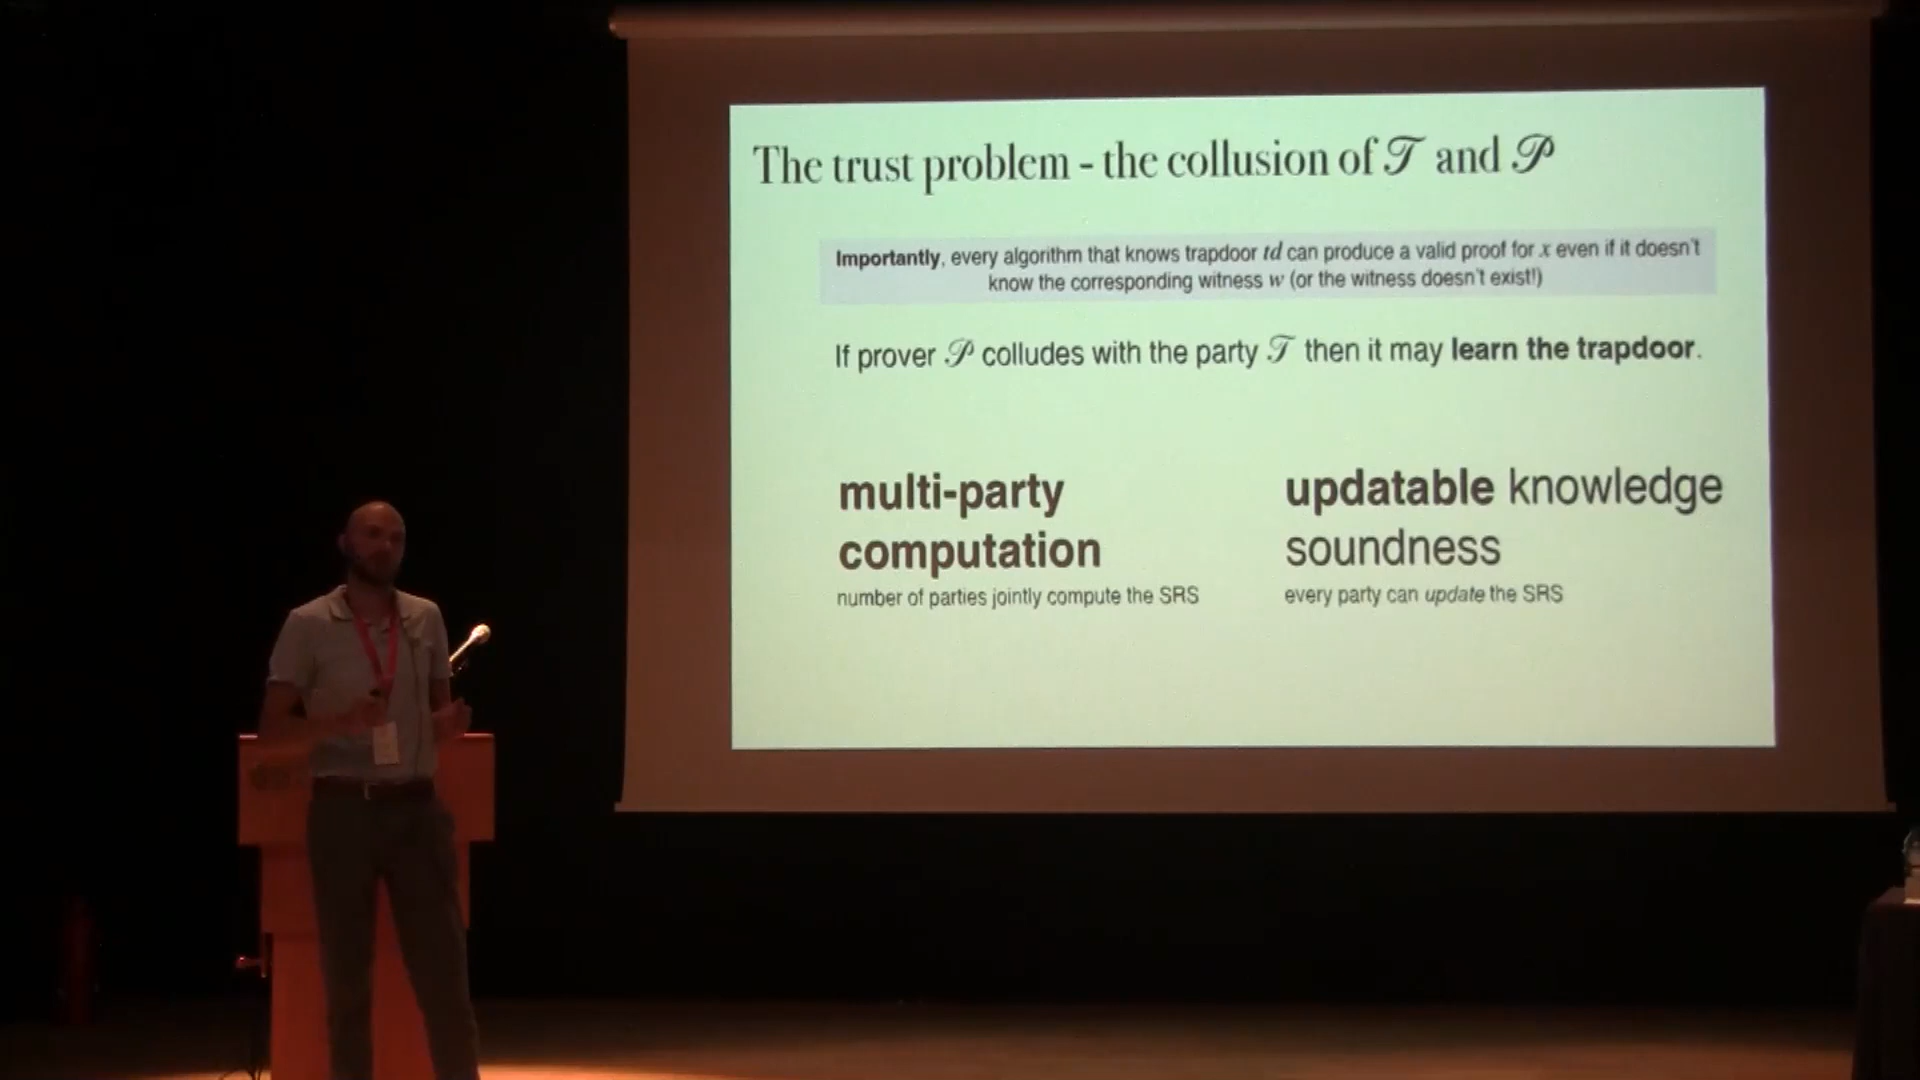 The trust problem - the collusion of 𝒯 and 𝒫
Importantly, every algorithm that knows trapdoor td can produce a valid proof for x even if it doesn't
know the corresponding witness w (or the witness doesn't exist!)
If prover 𝒫 colludes with the party 𝒯 then it may learn the trapdoor.
multi-party
computation
number of parties jointly compute the SRS
updatable knowledge
soundness
every party can update the SRS